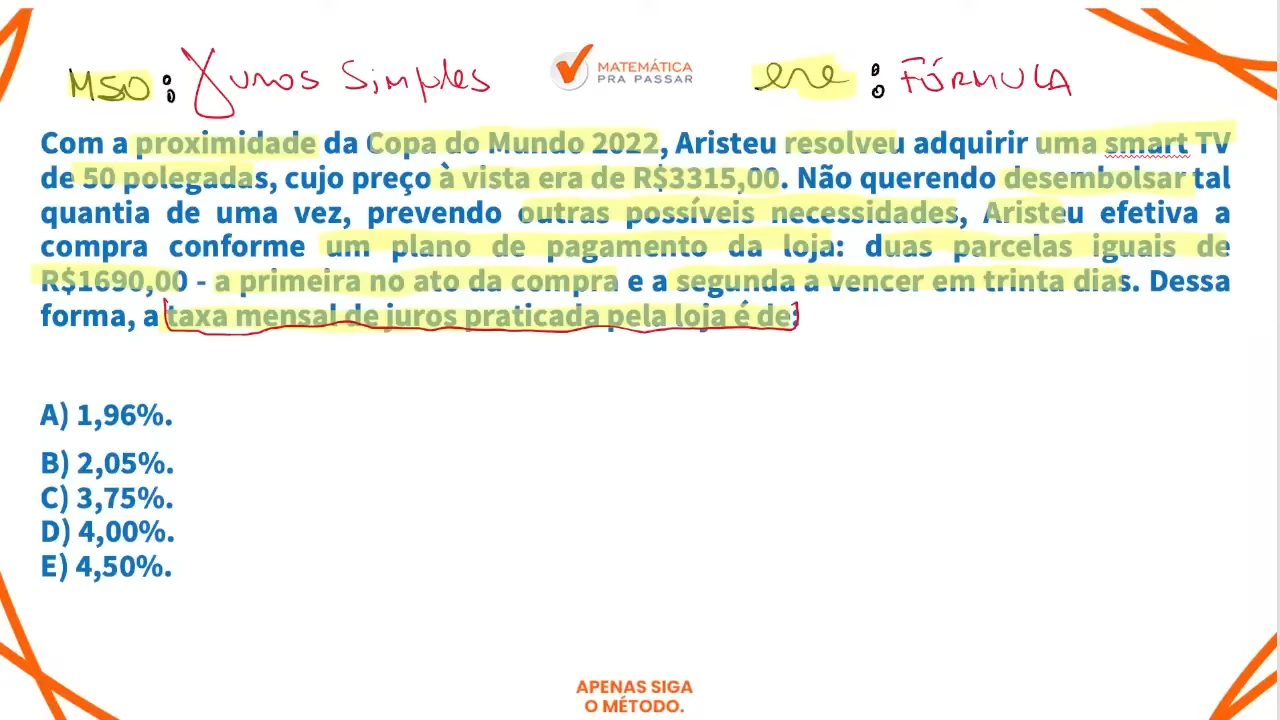 MSO: Juros Simples
MATEMÁTICA
PRA PASSAR
: FÓRMULA
Com a proximidade da Copa do Mundo 2022, Aristeu resolveu adquirir uma smart TV
de 50 polegadas, cujo preço à vista era de R$3315,00. Não querendo desembolsar tal
quantia de uma vez, prevendo outras possíveis necessidades, Aristeu efetiva a
compra conforme um plano de pagamento da loja: duas parcelas iguais de
R$1690,00 - a primeira no ato da compra e a segunda a vencer em trinta dias. Dessa
forma, a taxa mensal de juros praticada pela loja é de:
A) 1,96%.
B) 2,05%.
C) 3,75%.
D) 4,00%.
E) 4,50%.
APENAS SIGA
O MÉTODO.